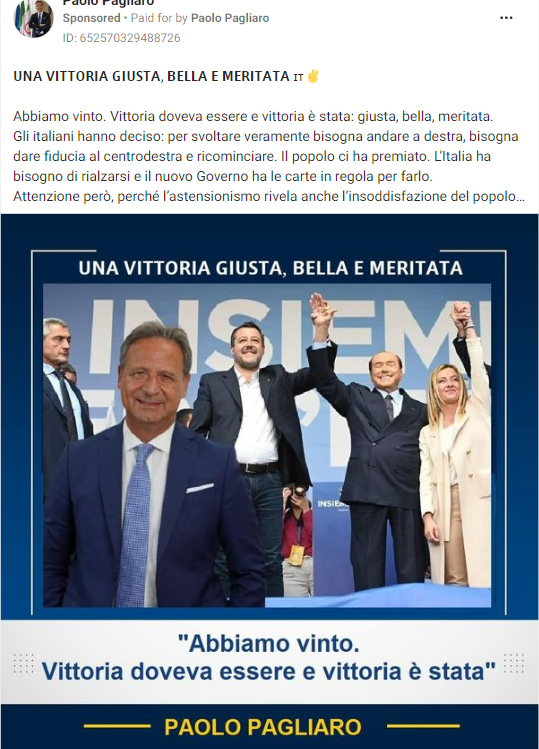 Paolo Pagliaro
Sponsored • Paid for by Paolo Pagliaro
ID: 652570329488726
UNA VITTORIA GIUSTA, BELLA E MERITATA IT ✌
Abbiamo vinto. Vittoria doveva essere e vittoria è stata: giusta, bella, meritata.
Gli italiani hanno deciso: per svoltare veramente bisogna andare a destra, bisogna
dare fiducia al centrodestra e ricominciare. Il popolo ci ha premiato. L’Italia ha
bisogno di rialzarsi e il nuovo Governo ha le carte in regola per farlo.
Attenzione però, perché l’astensionismo rivela anche l’insoddisfazione del popolo...
UNA VITTORIA GIUSTA, BELLA E MERITATA
INSIEM
INSIEM
"Abbiamo vinto.
Vittoria doveva essere e vittoria è stata"
PAOLO PAGLIARO